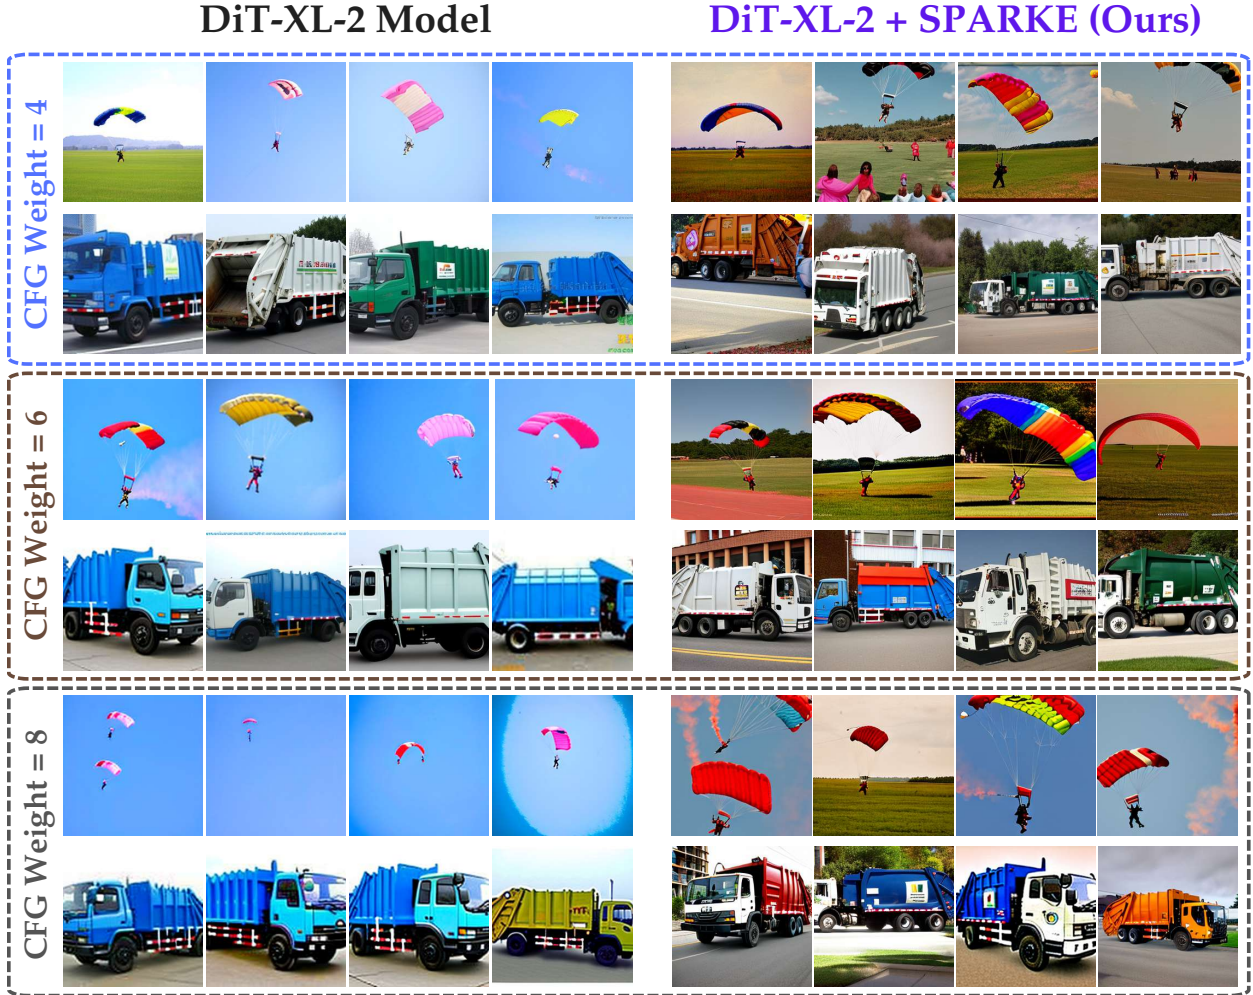 DiT-XL-2 Model
DiT-XL-2 + SPARKE (Ours)
CFG Weight = 4
CFG Weight = 6
CFG Weight = 8